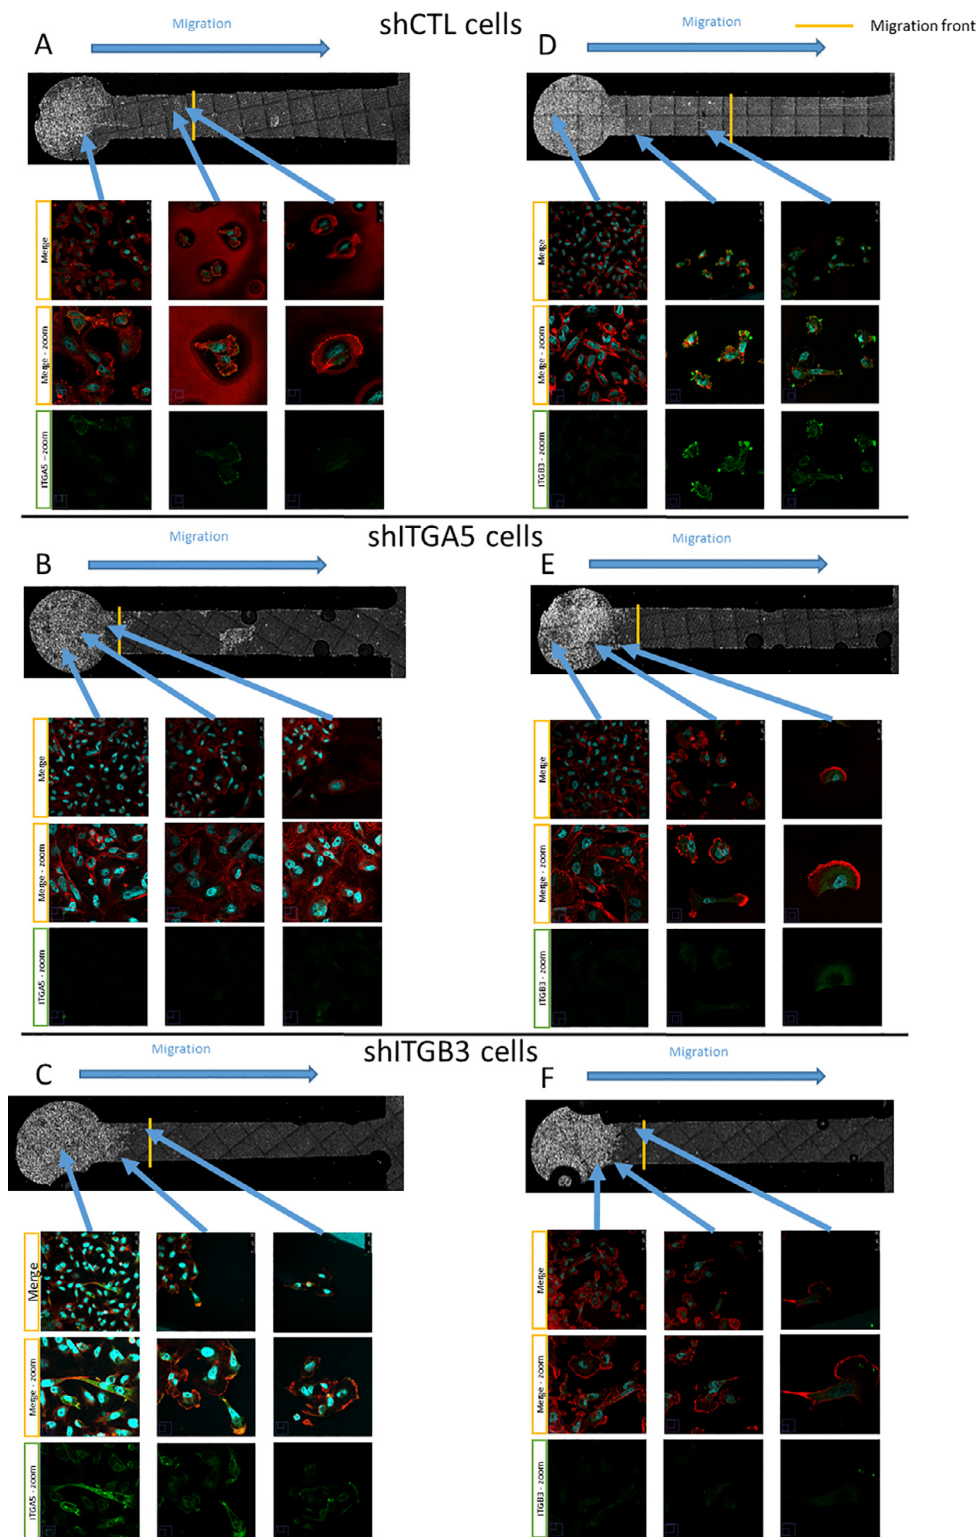 shCTL cells
Migration front
A
Migration
D
Migration
Merge
Merge - zoom
ITGA5 – zoom
Merge
Merge - zoom
ITGB3 - zoom
shITGA5 cells
B
Migration
E
Migration
Merge
Merge - zoom
ITGA5 - zoom
Merge
Merge - zoom
ITGB3 - zoom
shITGB3 cells
C
Migration
F
Migration
Merge
Merge - zoom
ITGA5 - zoom
Merge
Merge - zoom
ITGB3 - zoom